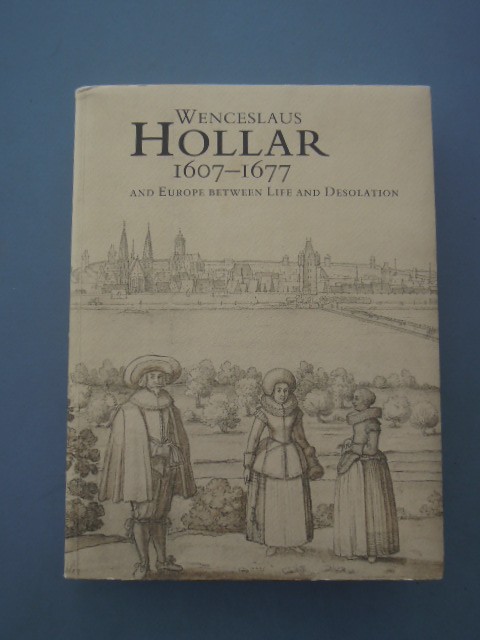 Wenceslaus
Hollar
1607–1677
and Europe between Life and Desolation